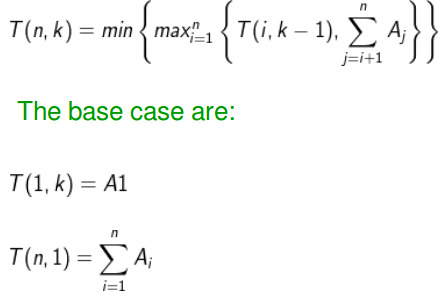 T(n, k) = min { max_{i=1}^{n} { T(i, k − 1), ∑_{j=i+1}^{n} A_j } }
The base case are:
T(1, k) = A1
T(n, 1) = ∑_{i=1}^{n} A_i